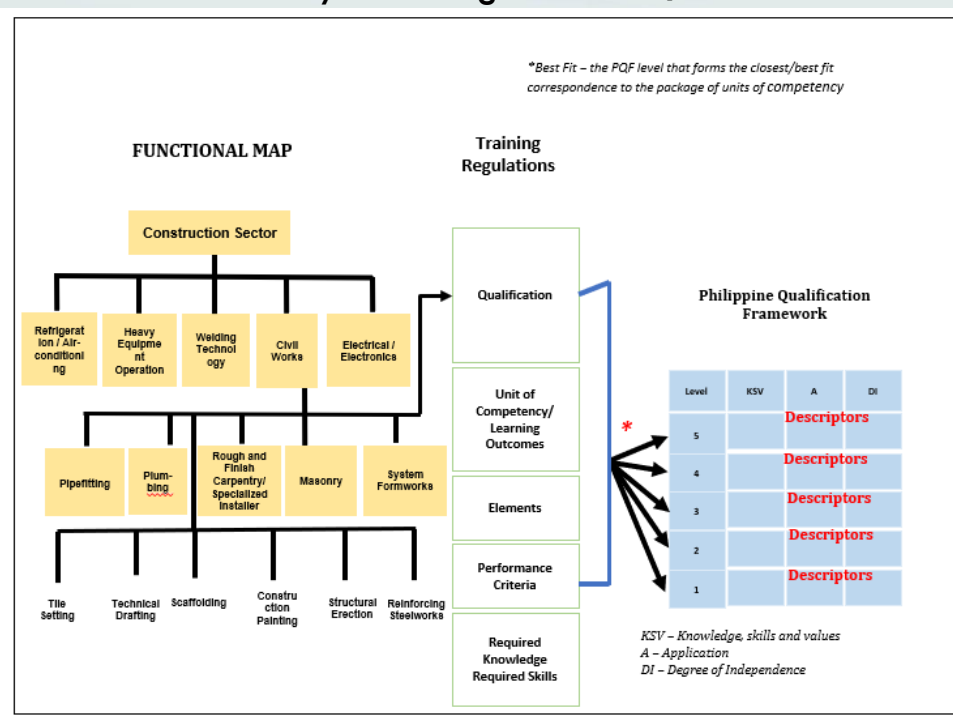 *Best Fit – the PQF level that forms the closest/best fit
correspondence to the package of units of competency
FUNCTIONAL MAP
Training
Regulations
Construction Sector
Refrigerat
ion / Air-
conditioni
ng
Heavy
Equipme
nt
Operation
Welding
Technol
ogy
Civil
Works
Electrical /
Electronics
Pipefitting
Plum-
bing
Rough and
Finish
Carpentry/
Specialized
Installer
Masonry
System
Formworks
Tile
Setting
Technical
Drafting
Scaffolding
Constru
ction
Painting
Structural
Erection
Reinforcing
Steelworks
Qualification
Unit of
Competency/
Learning
Outcomes
Elements
Performance
Criteria
Required
Knowledge
Required Skills
*
Philippine Qualification
Framework
Level KSV A DI
5 Descriptors
4 Descriptors
3 Descriptors
2 Descriptors
1 Descriptors
KSV – Knowledge, skills and values
A – Application
DI – Degree of Independence